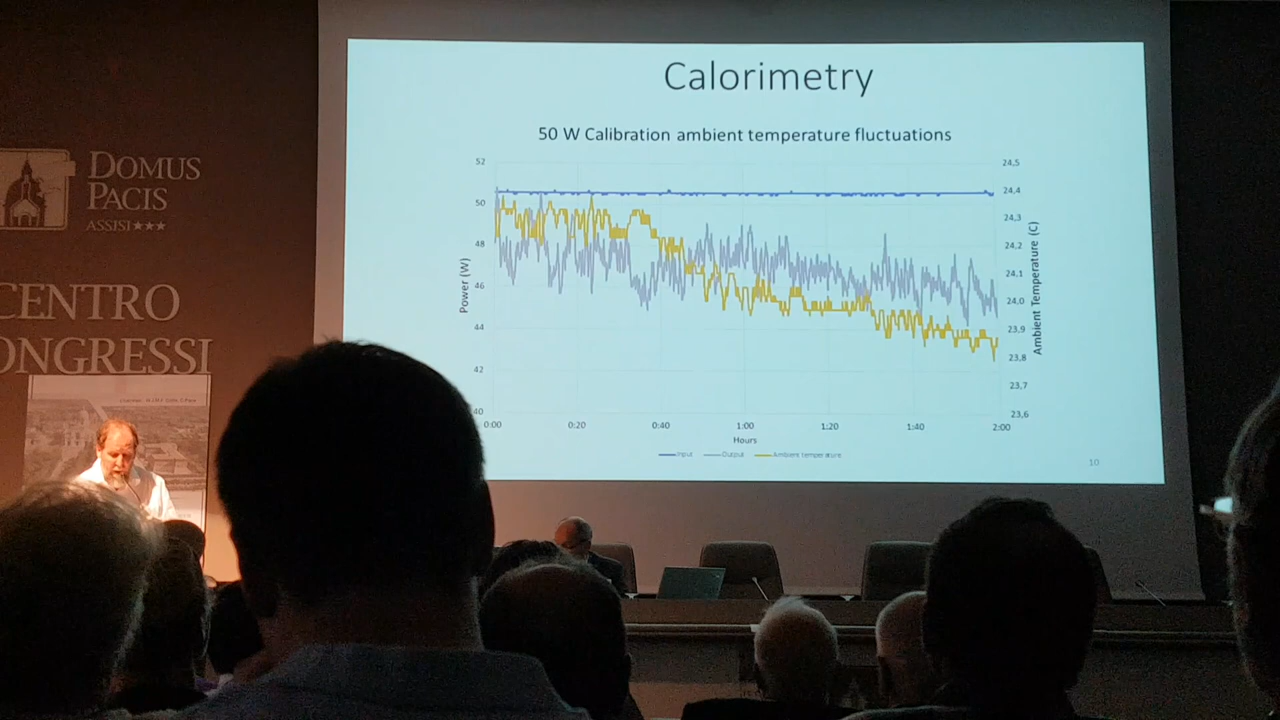 DOMUS
PACIS
ASSISI★★★
CENTRO
ONGRESSI
Calorimetry
50 W Calibration ambient temperature fluctuations
Power (W)
52
50
48
46
44
42
40
24,5
24,4
24,3
24,2
24,1
24,0
23,9
23,8
23,7
23,6
Ambient Temperature (C)
0:00 0:20 0:40 1:00 1:20 1:40 2:00
Hours
Input Output Ambient temperature
10